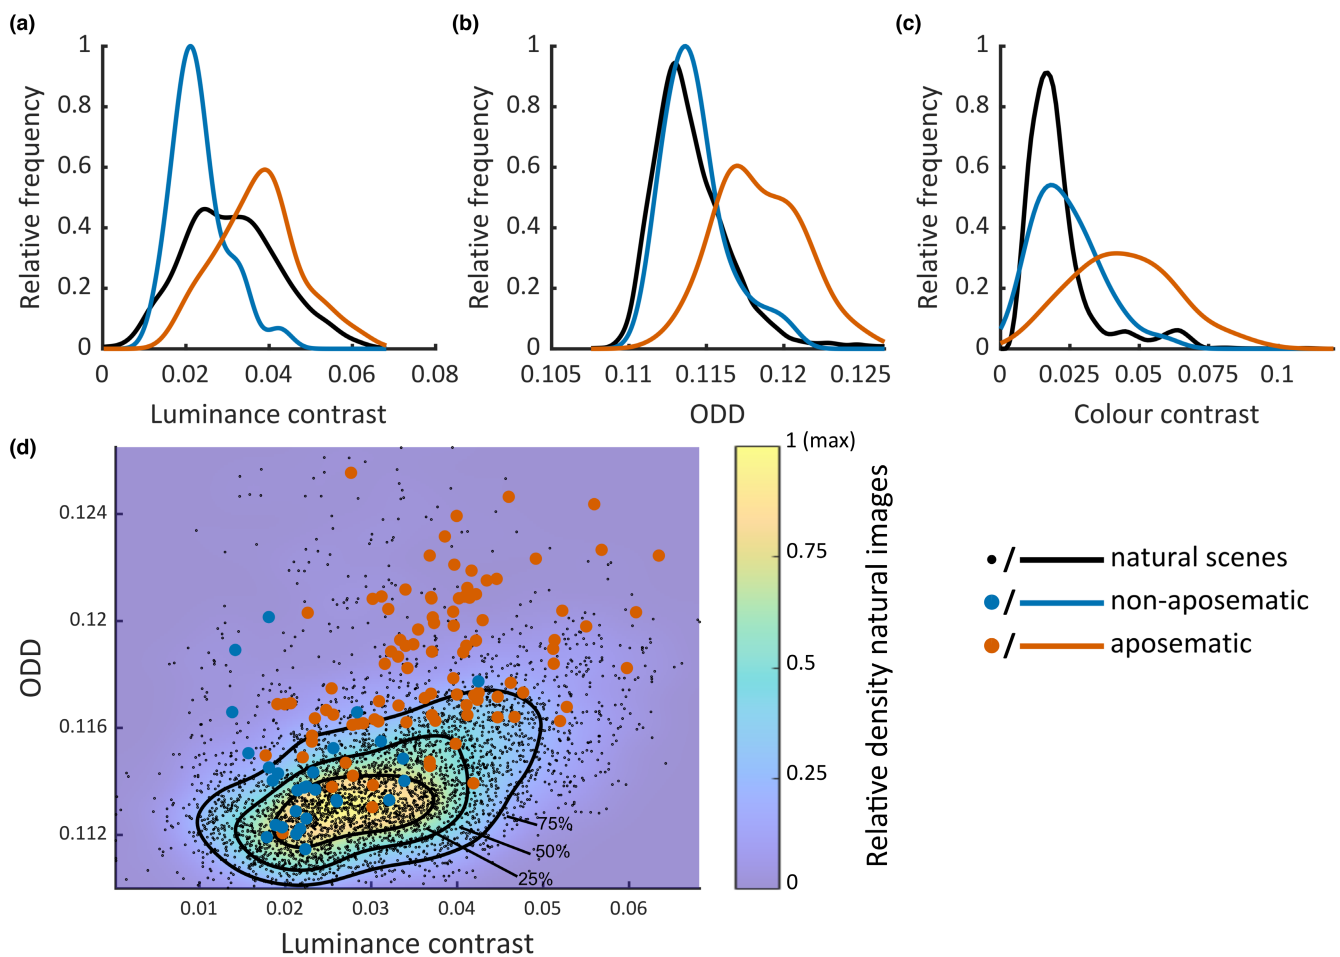 (a)
Relative frequency
1
0.8
0.6
0.4
0.2
0
0 0.02 0.04 0.06 0.08
Luminance contrast
(b)
Relative frequency
1
0.8
0.6
0.4
0.2
0
0.105 0.11 0.115 0.12 0.125
ODD
(c)
Relative frequency
1
0.8
0.6
0.4
0.2
0
0 0.025 0.05 0.075 0.1
Colour contrast
(d)
ODD
0.124
0.12
0.116
0.112
0.01 0.02 0.03 0.04 0.05 0.06
Luminance contrast
75%
50%
25%
1 (max)
0.75
0.5
0.25
0
Relative density natural images
/ natural scenes
/ non-aposematic
/ aposematic